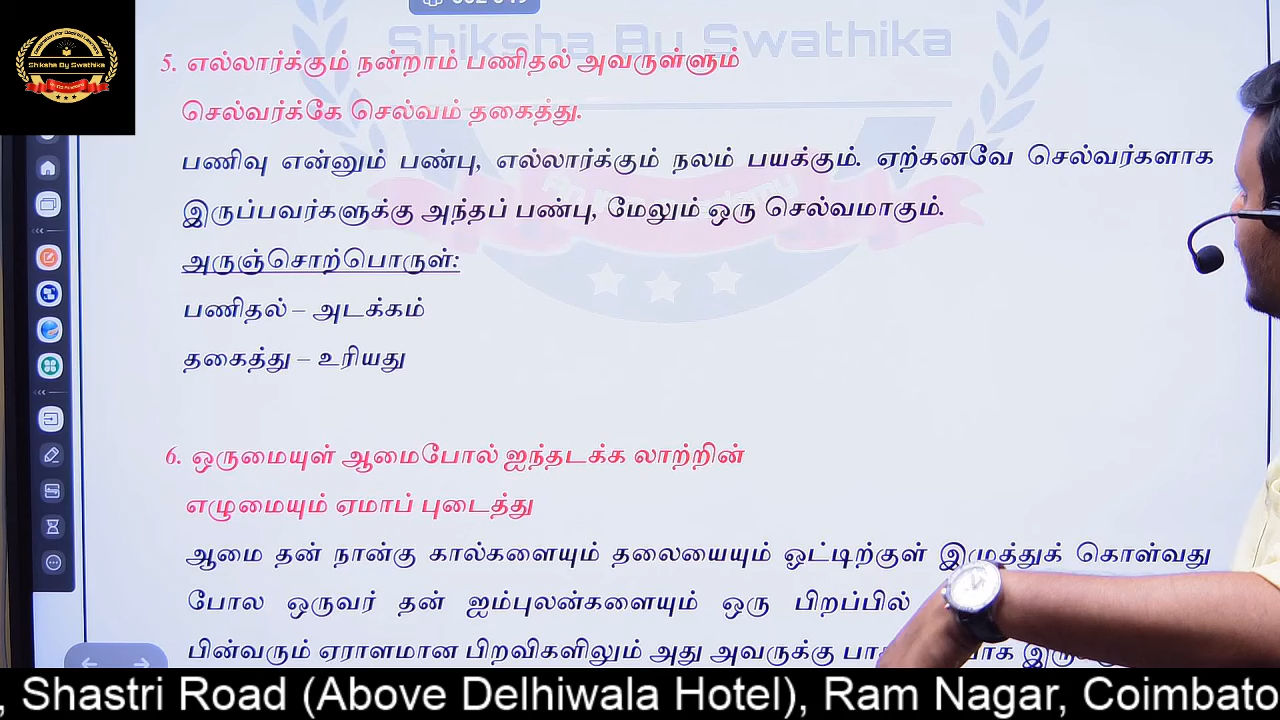 Shiksha By Swathika
5. எல்லார்க்கும் நன்றாம் பணிதல் அவருள்ளும்
செல்வர்க்கே செல்வம் தகைத்து.
பணிவு என்னும் பண்பு, எல்லார்க்கும் நலம் பயக்கும். ஏற்கனவே செல்வர்களாக
இருப்பவர்களுக்கு அந்தப் பண்பு, மேலும் ஒரு செல்வமாகும்.
அருஞ்சொற்பொருள்:
பணிதல் – அடக்கம்
தகைத்து – உரியது
6. ஒருமையுள் ஆமைபோல் ஐந்தடக்க லாற்றின்
எழுமையும் ஏமாப் புடைத்து
ஆமை தன் நான்கு கால்களையும் தலையையும் ஓட்டிற்குள் இழுத்துக் கொள்வது
போல ஒருவர் தன் ஐம்புலன்களையும் ஒரு பிறப்பில்
பின்வரும் ஏராளமான பிறவிகளிலும் அது அவருக்கு
Shiksha By Swathika
, Shastri Road (Above Delhiwala Hotel), Ram Nagar, Coimbato